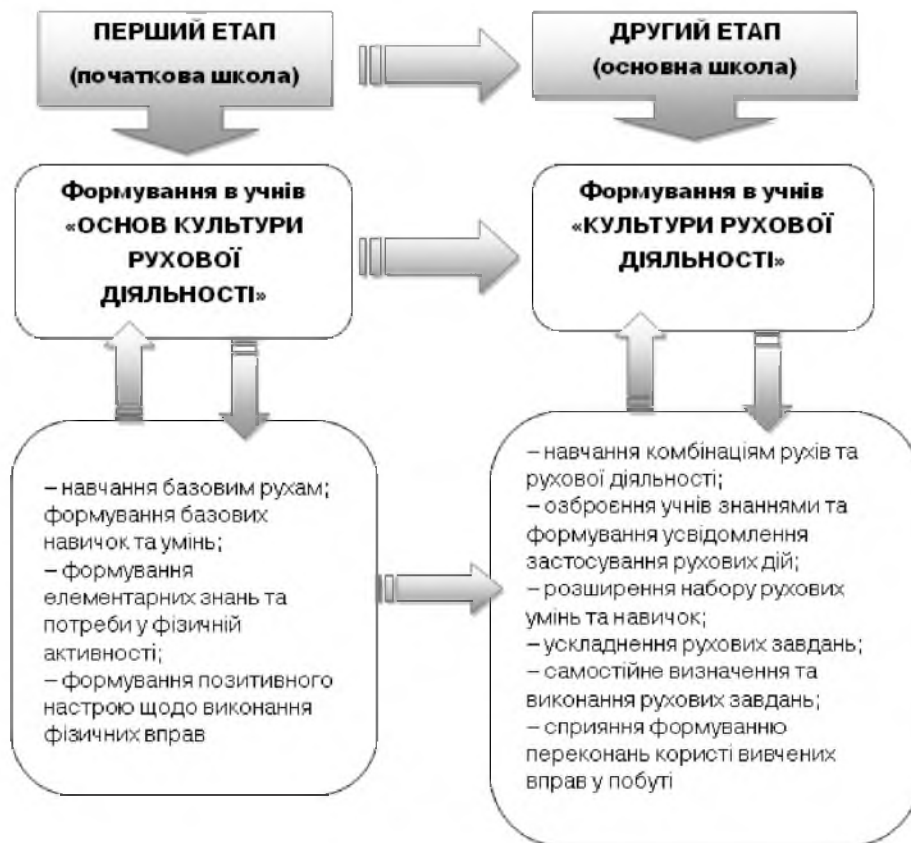 ПЕРШИЙ ЕТАП
(початкова школа)
ДРУГИЙ ЕТАП
(основна школа)
Формування в учнів
«ОСНОВ КУЛЬТУРИ
РУХОВОЇ
ДІЯЛЬНОСТІ»
Формування в учнів
«КУЛЬТУРИ РУХОВОЇ
ДІЯЛЬНОСТІ»
– навчання базовим рухам;
формування базових
навичок та умінь;
– формування
елементарних знань та
потреби у фізичній
активності;
– формування позитивного
настрою щодо виконання
фізичних вправ
– навчання комбінаціям рухів та
рухової діяльності;
– озброєння учнів знаннями та
формування усвідомлення
застосування рухових дій;
– розширення набору рухових
умінь та навичок;
– ускладнення рухових завдань;
– самостійне визначення та
виконання рухових завдань;
– сприяння формуванню
переконань користі вивчених
вправ у побуті